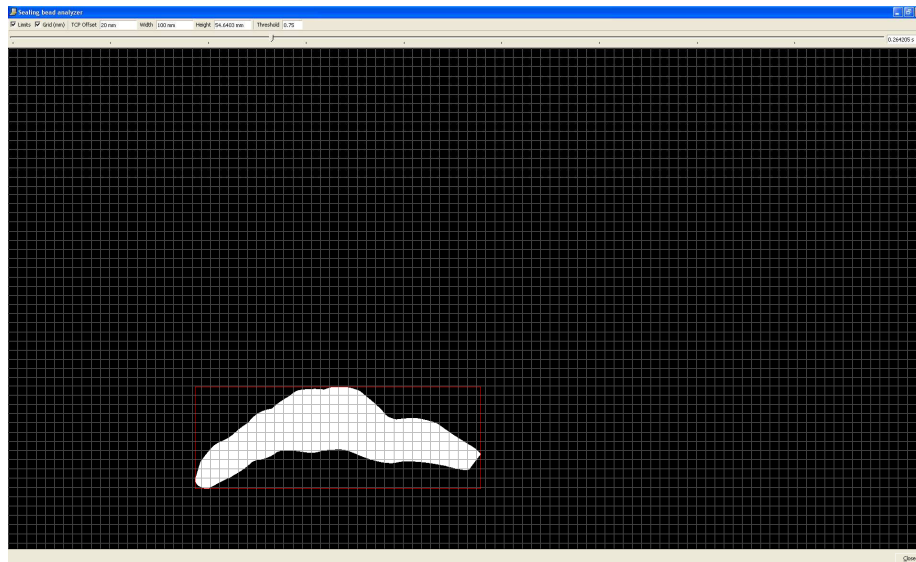 Sealing bead analyzer
Limits Grid (mm) TCP Offset 20 mm Width 100 mm Height 54.6403 mm Threshold 0.75
0.264205 s
Close